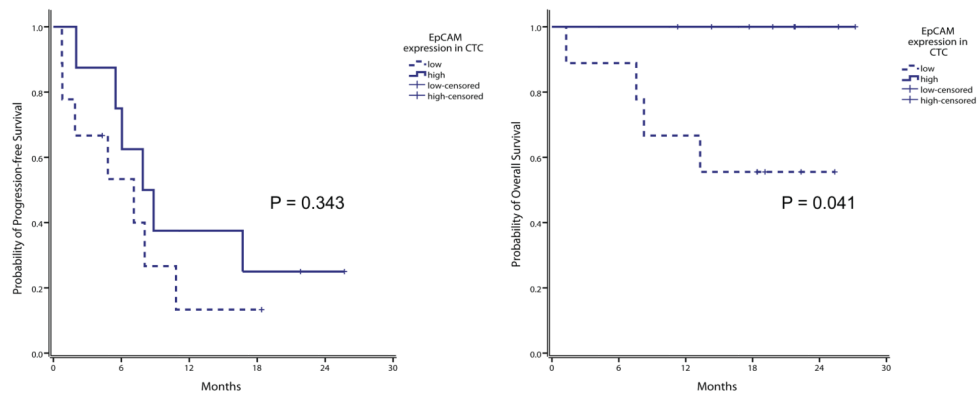 EpCAM
expression in CTC
low
high
low-censored
high-censored
Probability of Progression-free Survival
1.0
0.8
0.6
0.4
0.2
0.0
P = 0.343
0 6 12 18 24 30
Months
EpCAM
expression in
CTC
low
high
low-censored
high-censored
Probability of Overall Survival
1.0
0.8
0.6
0.4
0.2
0.0
P = 0.041
0 6 12 18 24 30
Months